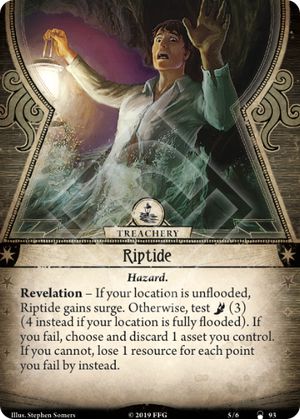 TREACHERY
Riptide
Hazard.
Revelation – If your location is unflooded,
Riptide gains surge. Otherwise, test (3)
(4 instead if your location is fully flooded). If
you fail, choose and discard 1 asset you control.
If you cannot, lose 1 resource for each point
you fail by instead.
Illus. Stephen Somers © 2019 FFG 5/6 93